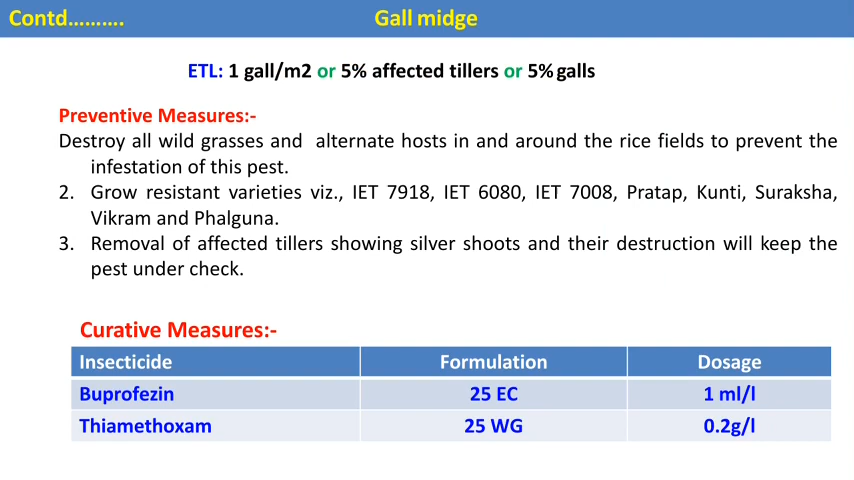 Contd………. Gall midge
ETL: 1 gall/m2 or 5% affected tillers or 5% galls
Preventive Measures:-
Destroy all wild grasses and alternate hosts in and around the rice fields to prevent the
infestation of this pest.
2. Grow resistant varieties viz., IET 7918, IET 6080, IET 7008, Pratap, Kunti, Suraksha,
Vikram and Phalguna.
3. Removal of affected tillers showing silver shoots and their destruction will keep the
pest under check.
Curative Measures:-
Insecticide Formulation Dosage
Buprofezin 25 EC 1 ml/l
Thiamethoxam 25 WG 0.2g/l